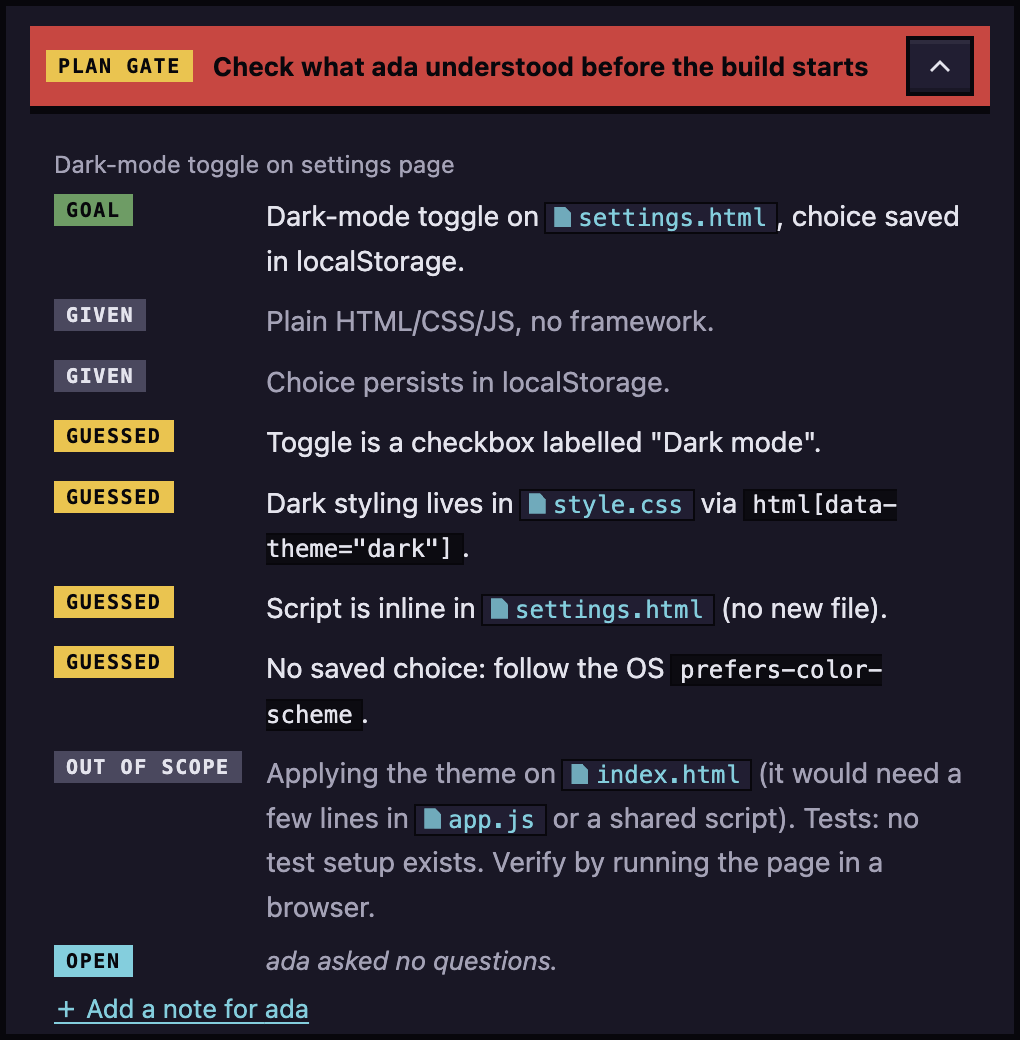 PLAN GATE Check what ada understood before the build starts
Dark-mode toggle on settings page
GOAL Dark-mode toggle on settings.html, choice saved
in localStorage.
GIVEN Plain HTML/CSS/JS, no framework.
GIVEN Choice persists in localStorage.
GUESSED Toggle is a checkbox labelled "Dark mode".
GUESSED Dark styling lives in style.css via html[data-
theme="dark"].
GUESSED Script is inline in settings.html (no new file).
GUESSED No saved choice: follow the OS prefers-color-
scheme.
OUT OF SCOPE Applying the theme on index.html (it would need a
few lines in app.js or a shared script). Tests: no
test setup exists. Verify by running the page in a
browser.
OPEN ada asked no questions.
+ Add a note for ada